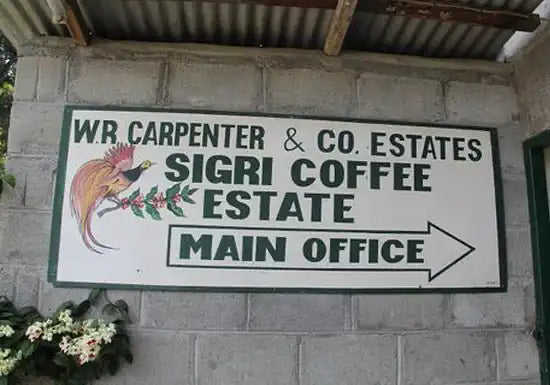 W.R. CARPENTER & CO. ESTATES
SIGRI COFFEE
ESTATE
MAIN OFFICE